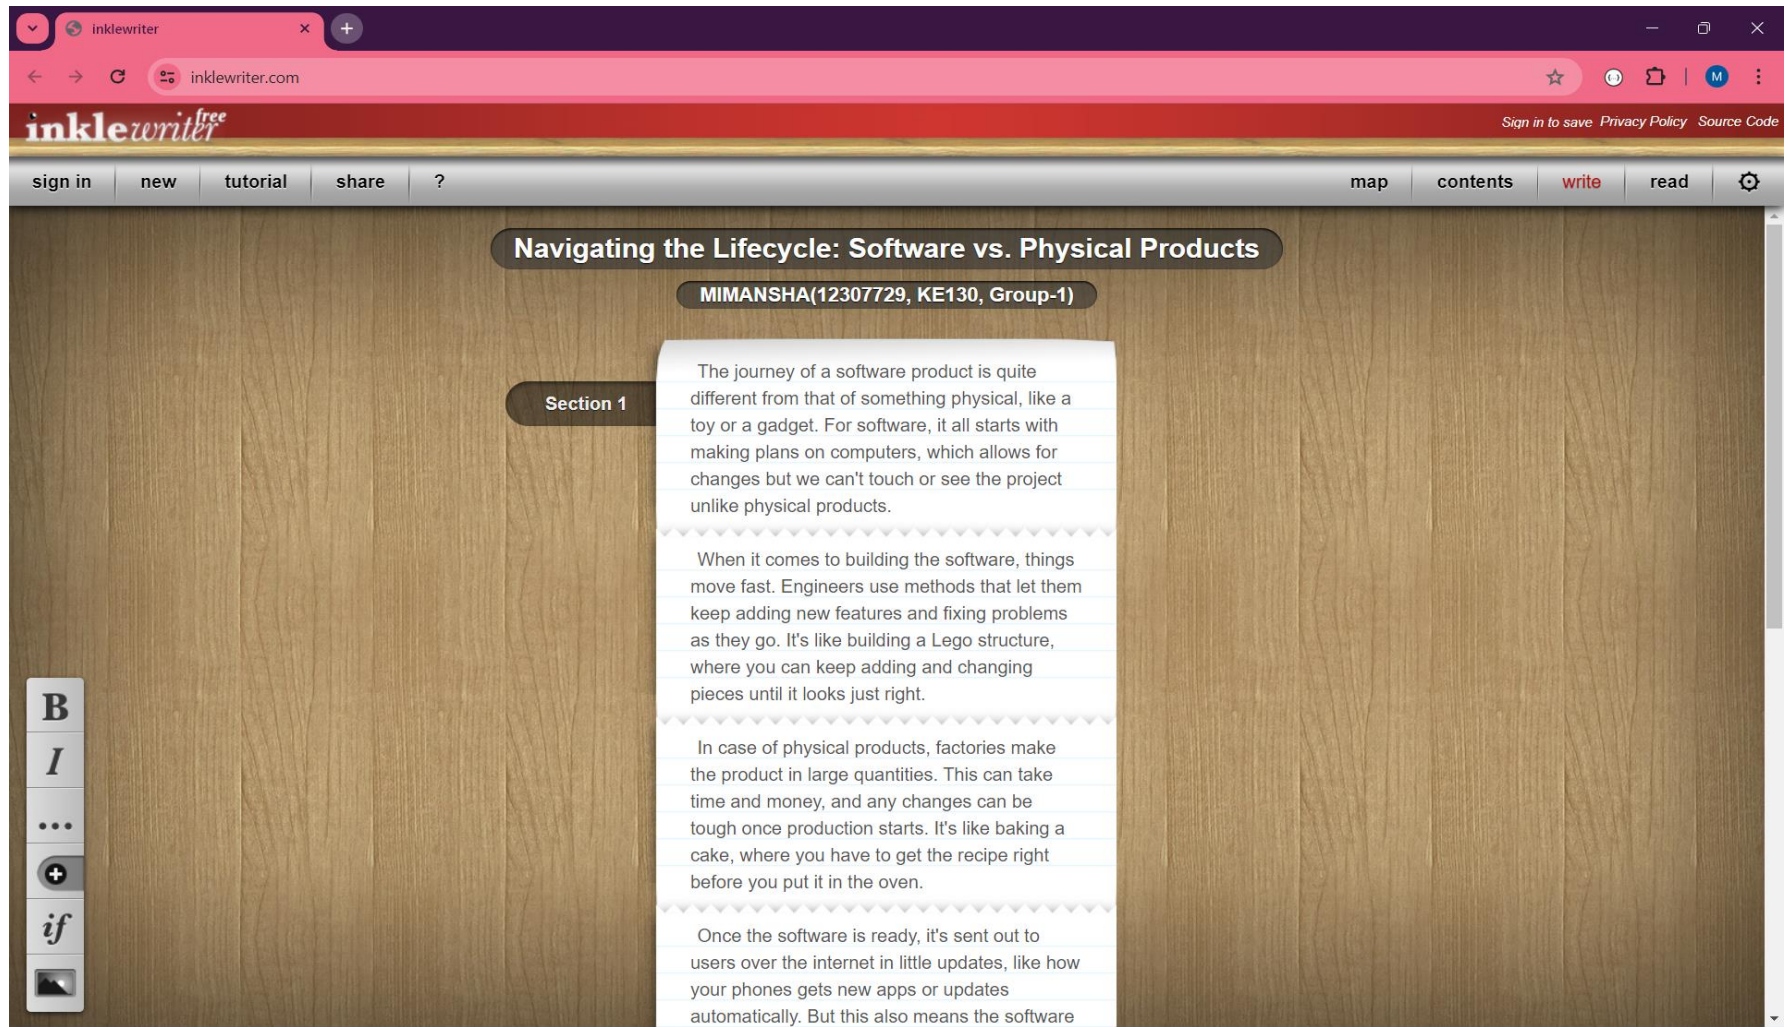 inklewriter
inklewriter.com
M
inklewriter free
Sign in to save Privacy Policy Source Code
sign in new tutorial share ? map contents write read
Navigating the Lifecycle: Software vs. Physical Products
MIMANSHA(12307729, KE130, Group-1)
Section 1
The journey of a software product is quite
different from that of something physical, like a
toy or a gadget. For software, it all starts with
making plans on computers, which allows for
changes but we can't touch or see the project
unlike physical products.
When it comes to building the software, things
move fast. Engineers use methods that let them
keep adding new features and fixing problems
as they go. It's like building a Lego structure,
where you can keep adding and changing
pieces until it looks just right.
In case of physical products, factories make
the product in large quantities. This can take
time and money, and any changes can be
tough once production starts. It's like baking a
cake, where you have to get the recipe right
before you put it in the oven.
Once the software is ready, it's sent out to
users over the internet in little updates, like how
your phones gets new apps or updates
automatically. But this also means the software
B
I
...
if